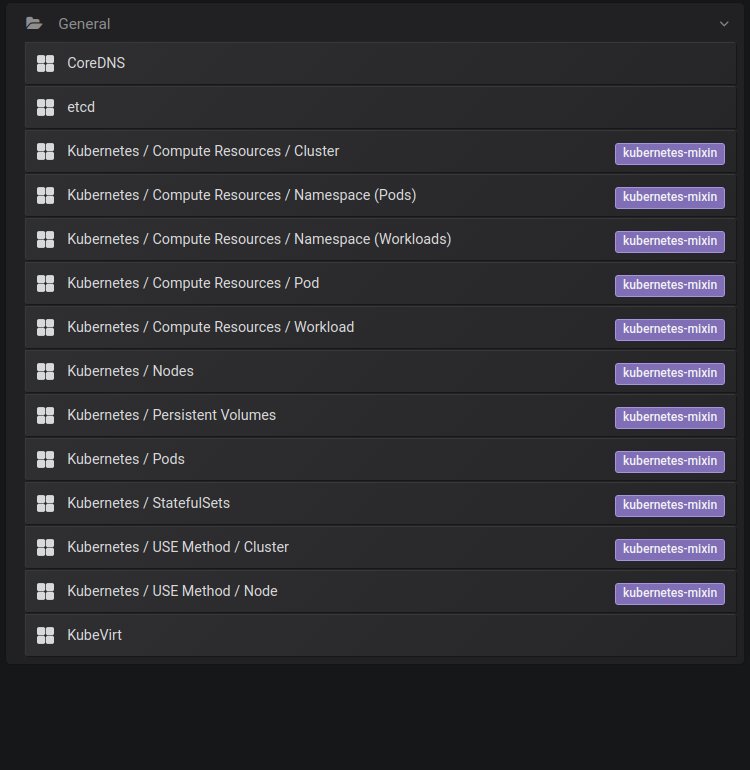 General
CoreDNS
etcd
Kubernetes / Compute Resources / Cluster kubernetes-mixin
Kubernetes / Compute Resources / Namespace (Pods) kubernetes-mixin
Kubernetes / Compute Resources / Namespace (Workloads) kubernetes-mixin
Kubernetes / Compute Resources / Pod kubernetes-mixin
Kubernetes / Compute Resources / Workload kubernetes-mixin
Kubernetes / Nodes kubernetes-mixin
Kubernetes / Persistent Volumes kubernetes-mixin
Kubernetes / Pods kubernetes-mixin
Kubernetes / StatefulSets kubernetes-mixin
Kubernetes / USE Method / Cluster kubernetes-mixin
Kubernetes / USE Method / Node kubernetes-mixin
KubeVirt